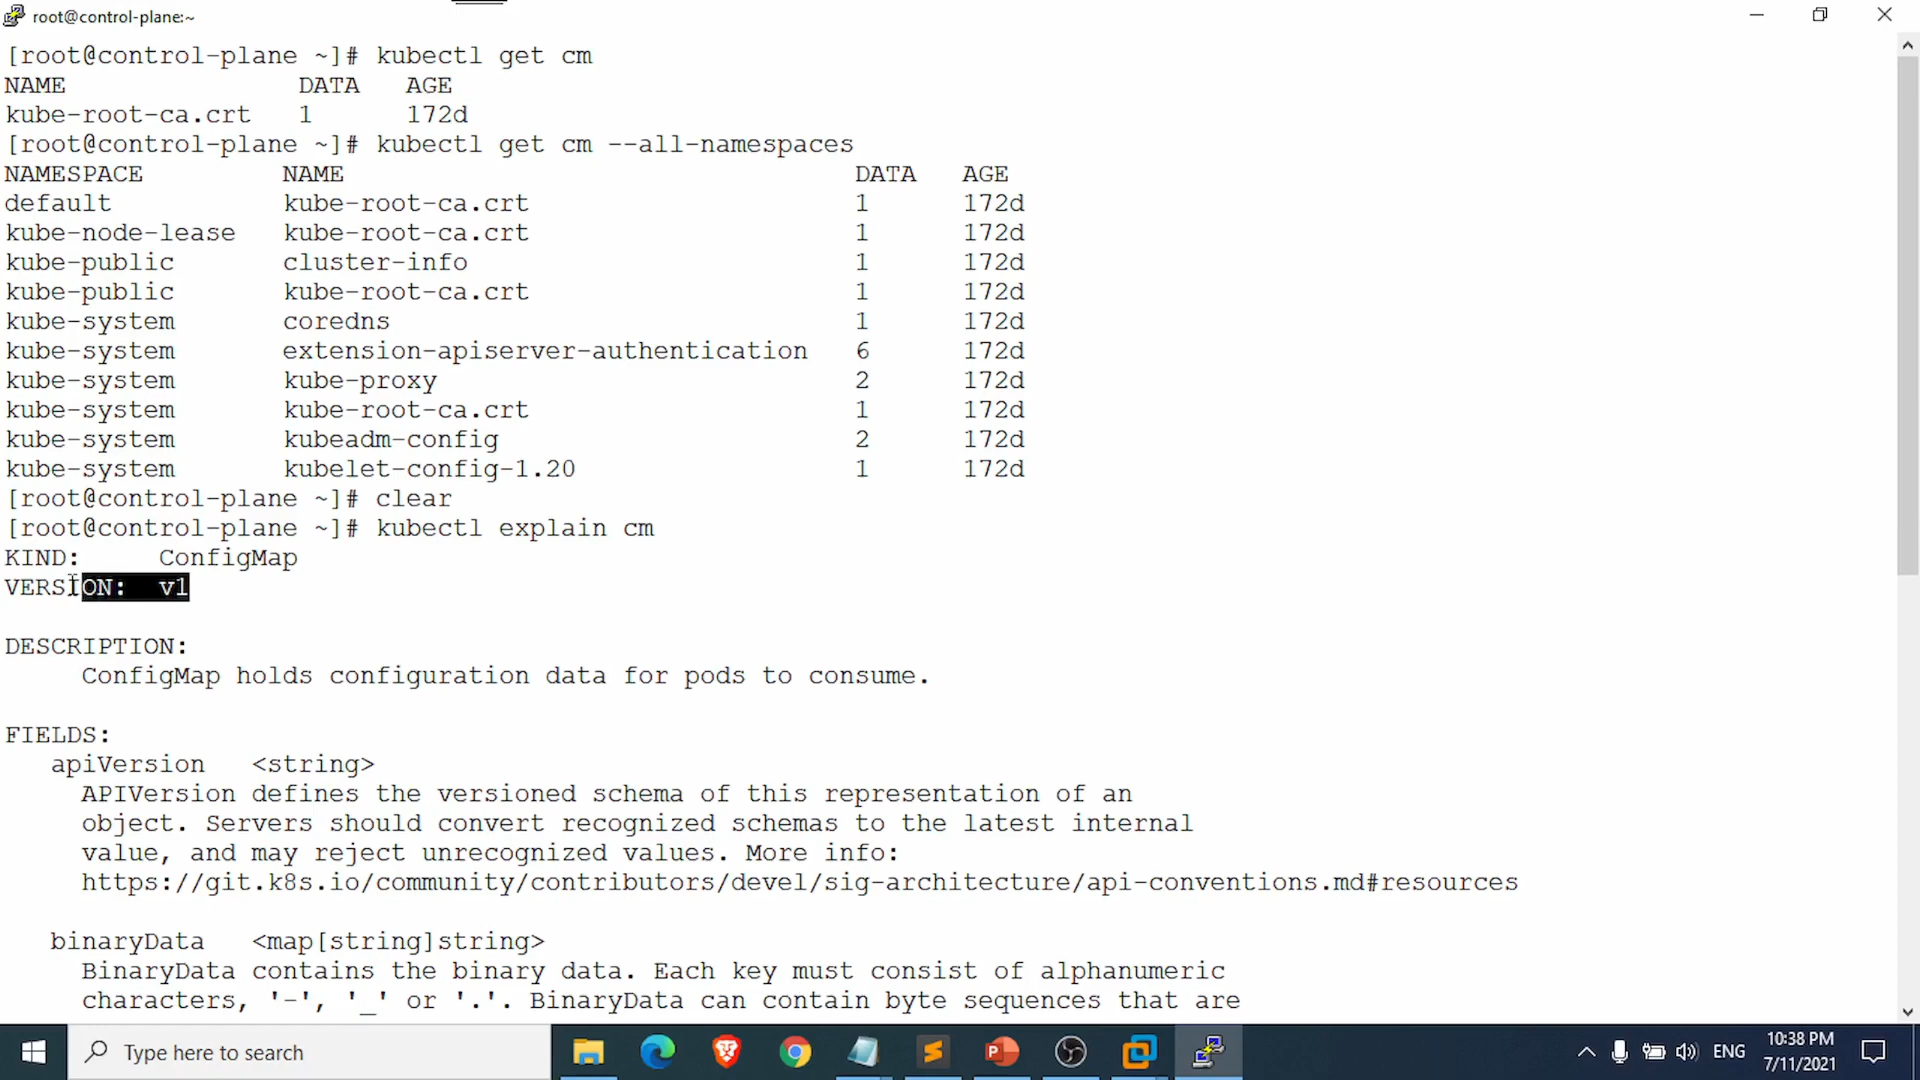 root@control-plane:~
[root@control-plane ~]# kubectl get cm
NAME                 DATA   AGE
kube-root-ca.crt   1      172d
[root@control-plane ~]# kubectl get cm --all-namespaces
NAMESPACE         NAME                                 DATA   AGE
default           kube-root-ca.crt                     1      172d
kube-node-lease   kube-root-ca.crt                     1      172d
kube-public       cluster-info                         1      172d
kube-public       kube-root-ca.crt                     1      172d
kube-system       coredns                              1      172d
kube-system       extension-apiserver-authentication   6      172d
kube-system       kube-proxy                           2      172d
kube-system       kube-root-ca.crt                     1      172d
kube-system       kubeadm-config                       2      172d
kube-system       kubelet-config-1.20                  1      172d
[root@control-plane ~]# clear
[root@control-plane ~]# kubectl explain cm
KIND:     ConfigMap
VERSION:  v1
DESCRIPTION:
ConfigMap holds configuration data for pods to consume.
FIELDS:
apiVersion   <string>
APIVersion defines the versioned schema of this representation of an
object. Servers should convert recognized schemas to the latest internal
value, and may reject unrecognized values. More info:
https://git.k8s.io/community/contributors/devel/sig-architecture/api-conventions.md#resources
binaryData   <map[string]string>
BinaryData contains the binary data. Each key must consist of alphanumeric
characters, '-', '_' or '.'. BinaryData can contain byte sequences that are
Type here to search
ENG
10:38 PM
7/11/2021